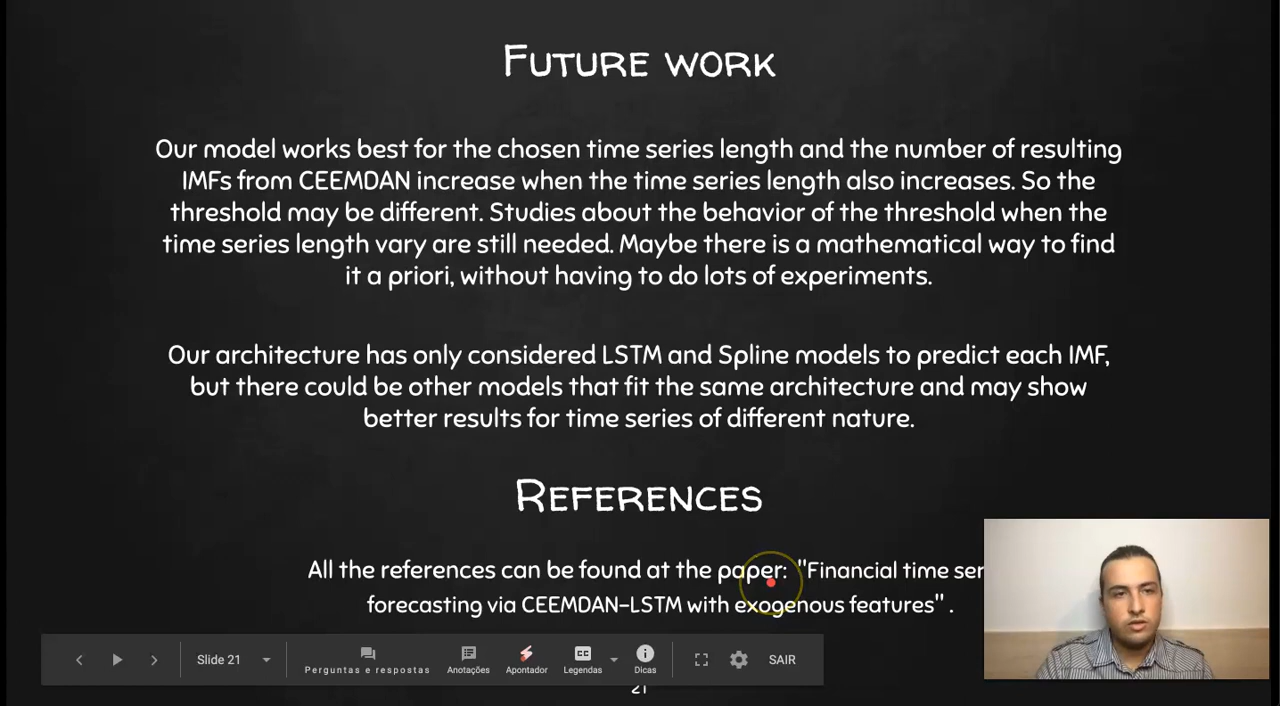 FUTURE WORK
Our model works best for the chosen time series length and the number of resulting
IMFs from CEEMDAN increase when the time series length also increases. So the
threshold may be different. Studies about the behavior of the threshold when the
time series length vary are still needed. Maybe there is a mathematical way to find
it a priori, without having to do lots of experiments.
Our architecture has only considered LSTM and Spline models to predict each IMF,
but there could be other models that fit the same architecture and may show
better results for time series of different nature.
REFERENCES
All the references can be found at the paper: "Financial time ser
forecasting via CEEMDAN-LSTM with exogenous features" .
Slide 21
Perguntas e respostas
Anotações
Apontador
CC
Legendas
Dicas
SAIR
21